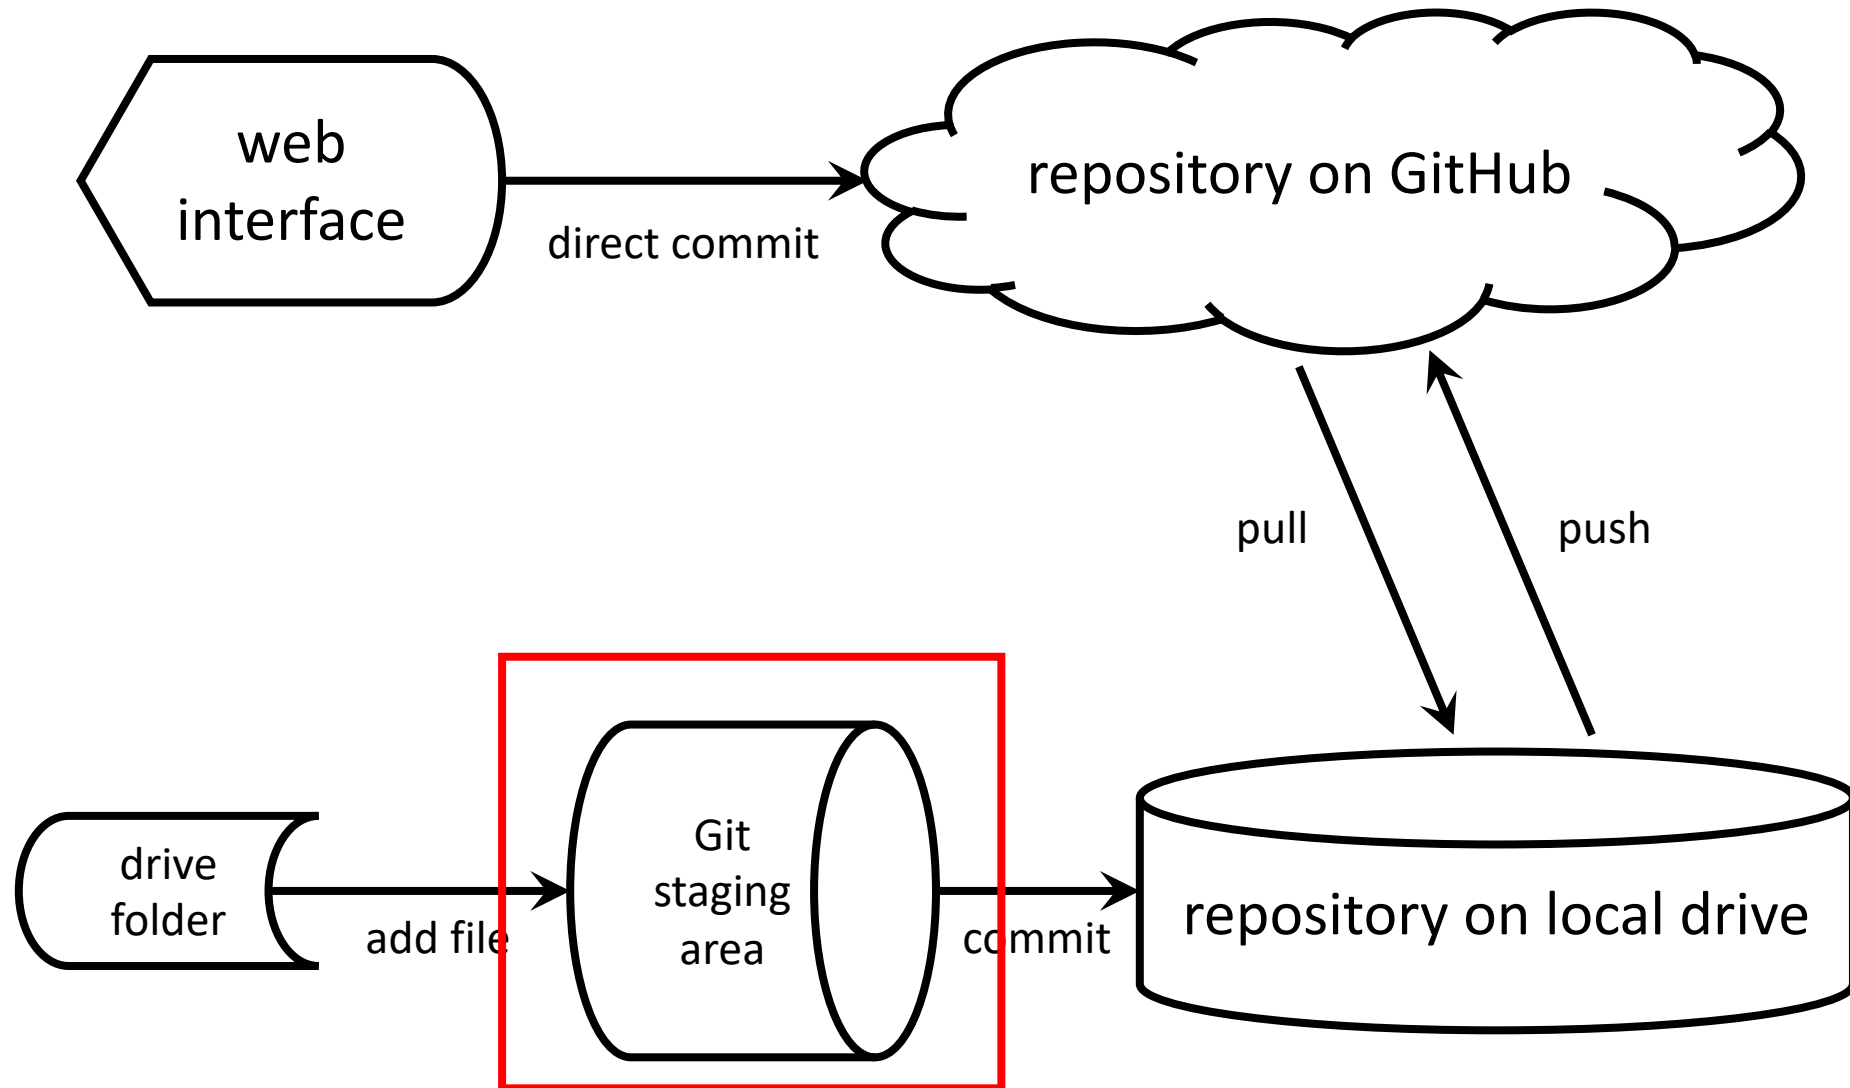 web
interface
direct commit
repository on GitHub
pull
push
drive
folder
add file
Git
staging
area
commit
repository on local drive